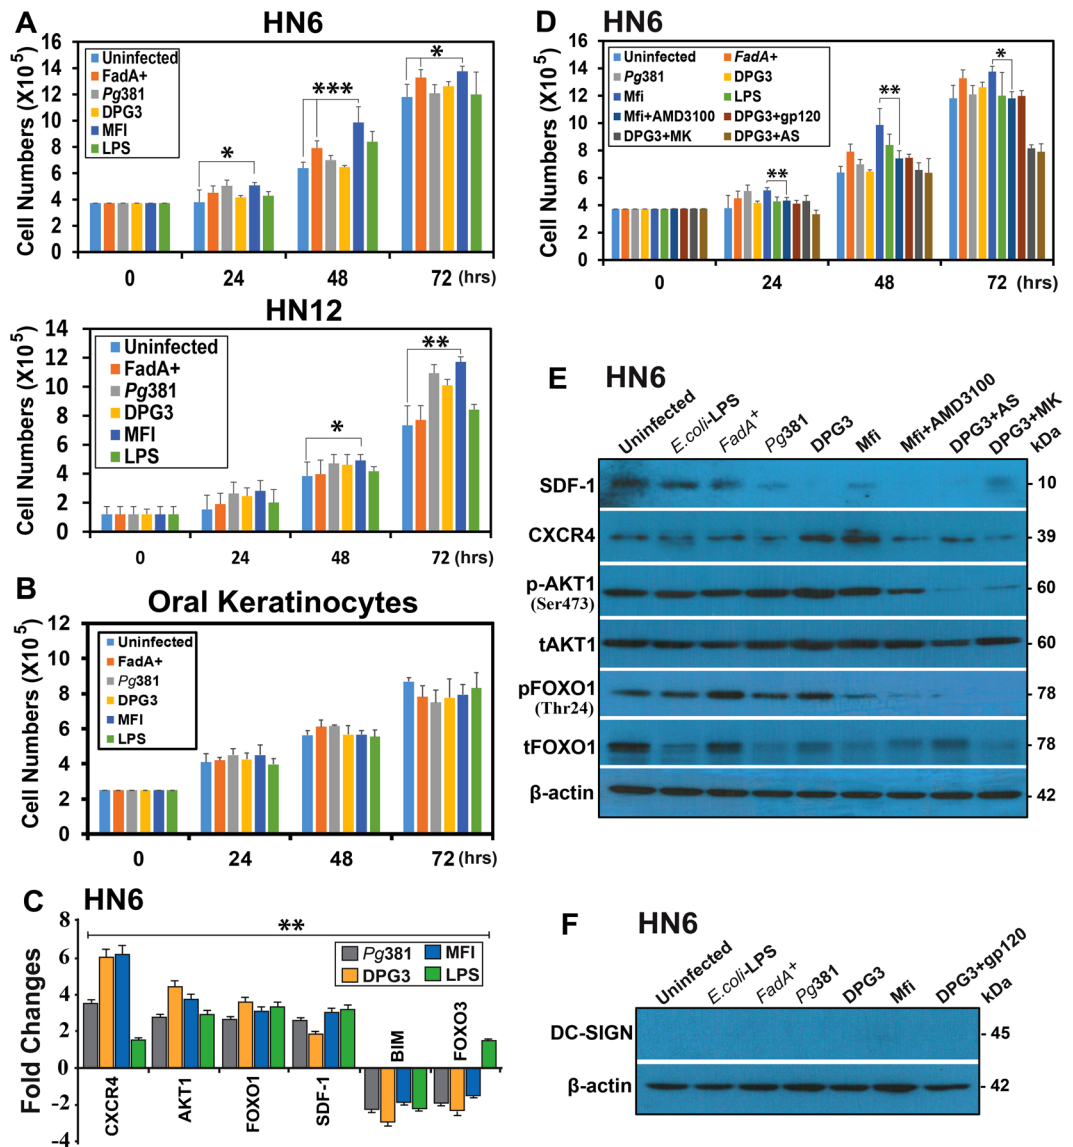 A
HN6
Cell Numbers (X10⁵)
16
14
12
10
8
6
4
2
0
Uninfected
FadA+
Pg381
DPG3
MFI
LPS
*
***
*
0 24 48 72 (hrs)
HN12
Cell Numbers (X10⁵)
14
12
10
8
6
4
2
0
Uninfected
FadA+
Pg381
DPG3
MFI
LPS
*
**
0 24 48 72 (hrs)
B
Oral Keratinocytes
Cell Numbers (X10⁵)
12
10
8
6
4
2
0
Uninfected
FadA+
Pg381
DPG3
MFI
LPS
0 24 48 72 (hrs)
C
HN6
Fold Changes
8
6
4
2
0
-2
-4
**
Pg381 MFI
DPG3 LPS
CXCR4
AKT1
FOXO1
SDF-1
BIM
FOXO3
D
HN6
Cell Numbers (X10⁵)
16
14
12
10
8
6
4
2
0
Uninfected FadA+
Pg381 DPG3
Mfi LPS
Mfi+AMD3100 DPG3+gp120
DPG3+MK DPG3+AS
**
**
*
0 24 48 72 (hrs)
E
HN6
Uninfected
E.coli-LPS
FadA⁺
Pg381
DPG3
Mfi
Mfi+AMD3100
DPG3+AS
DPG3+MK
kDa
SDF-1 - 10
CXCR4 - 39
p-AKT1 - 60
(Ser473)
tAKT1 - 60
pFOXO1 - 78
(Thr24)
tFOXO1 - 78
β-actin - 42
F
HN6
Uninfected
E.coli-LPS
FadA⁺
Pg381
DPG3
Mfi
DPG3+gp120
kDa
DC-SIGN - 45
β-actin - 42